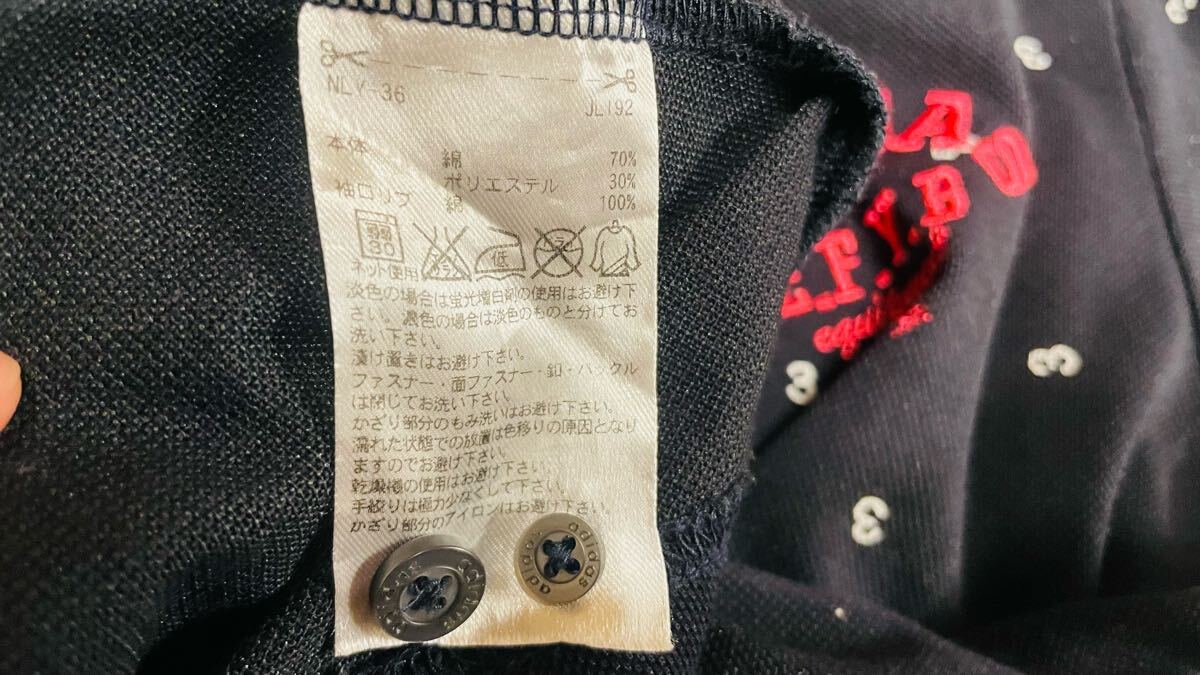 NLY-36
JL192
本体 綿 70%
ポリエステル 30%
袖口リブ 綿 100%
弱
30
低
ネット使用
淡色の場合は蛍光増白剤の使用はお避け下
さい。濃色の場合は淡色のものと分けてお
洗い下さい。
漬け置きはお避け下さい。
ファスナー・面ファスナー・釦・バックル
は閉じてお洗い下さい。
かざり部分のもみ洗いはお避け下さい。
濡れた状態での放置は色移りの原因となり
ますのでお避け下さい。
乾燥機の使用はお避け下さい。
手絞りは極力少なくして下さい。
かざり部分のアイロンはお避け下さい。
adidas
adidas
3
3
3
3